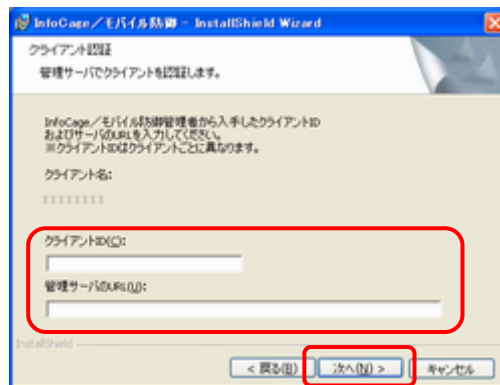 InfoCage／モバイル防御 - InstallShield Wizard
クライアント認証
管理サーバでクライアントを認証します。
InfoCage／モバイル防御管理者から入手したクライアントID
およびサーバのURLを入力してください。
※クライアントIDはクライアントごとに異なります。
クライアント名:
クライアントID(C):
管理サーバのURL(U):
InstallShield
< 戻る(B)
次へ(N) >
キャンセル